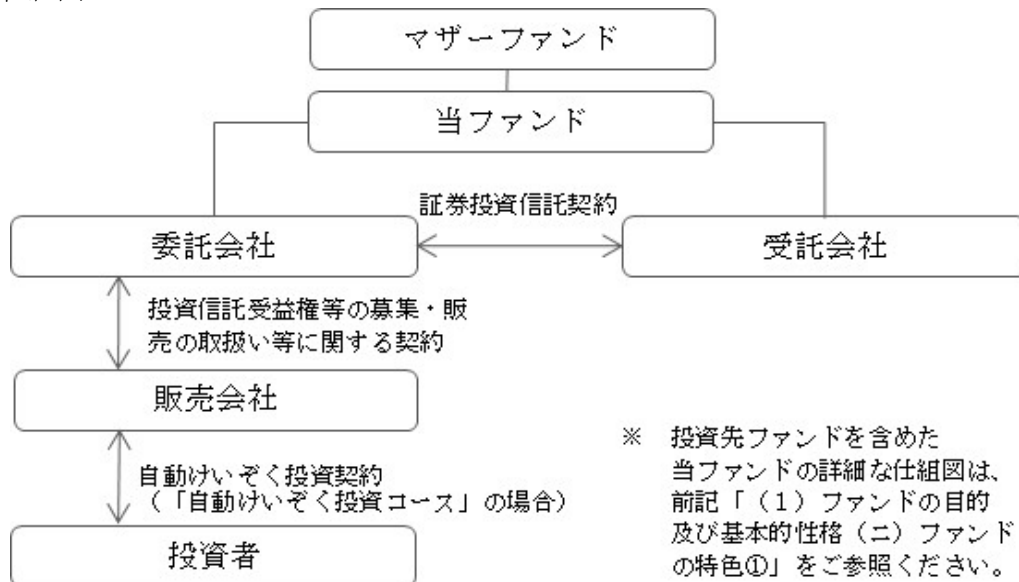 マザーファンド
当ファンド
証券投資信託契約
委託会社
受託会社
投資信託受益権等の募集・販
売の取扱い等に関する契約
販売会社
自動けいぞく投資契約
（「自動けいぞく投資コース」の場合）
投資者
※　投資先ファンドを含めた
当ファンドの詳細な仕組図は、
前記「（1）ファンドの目的
及び基本的性格（ニ）ファンド
の特色①」をご参照ください。